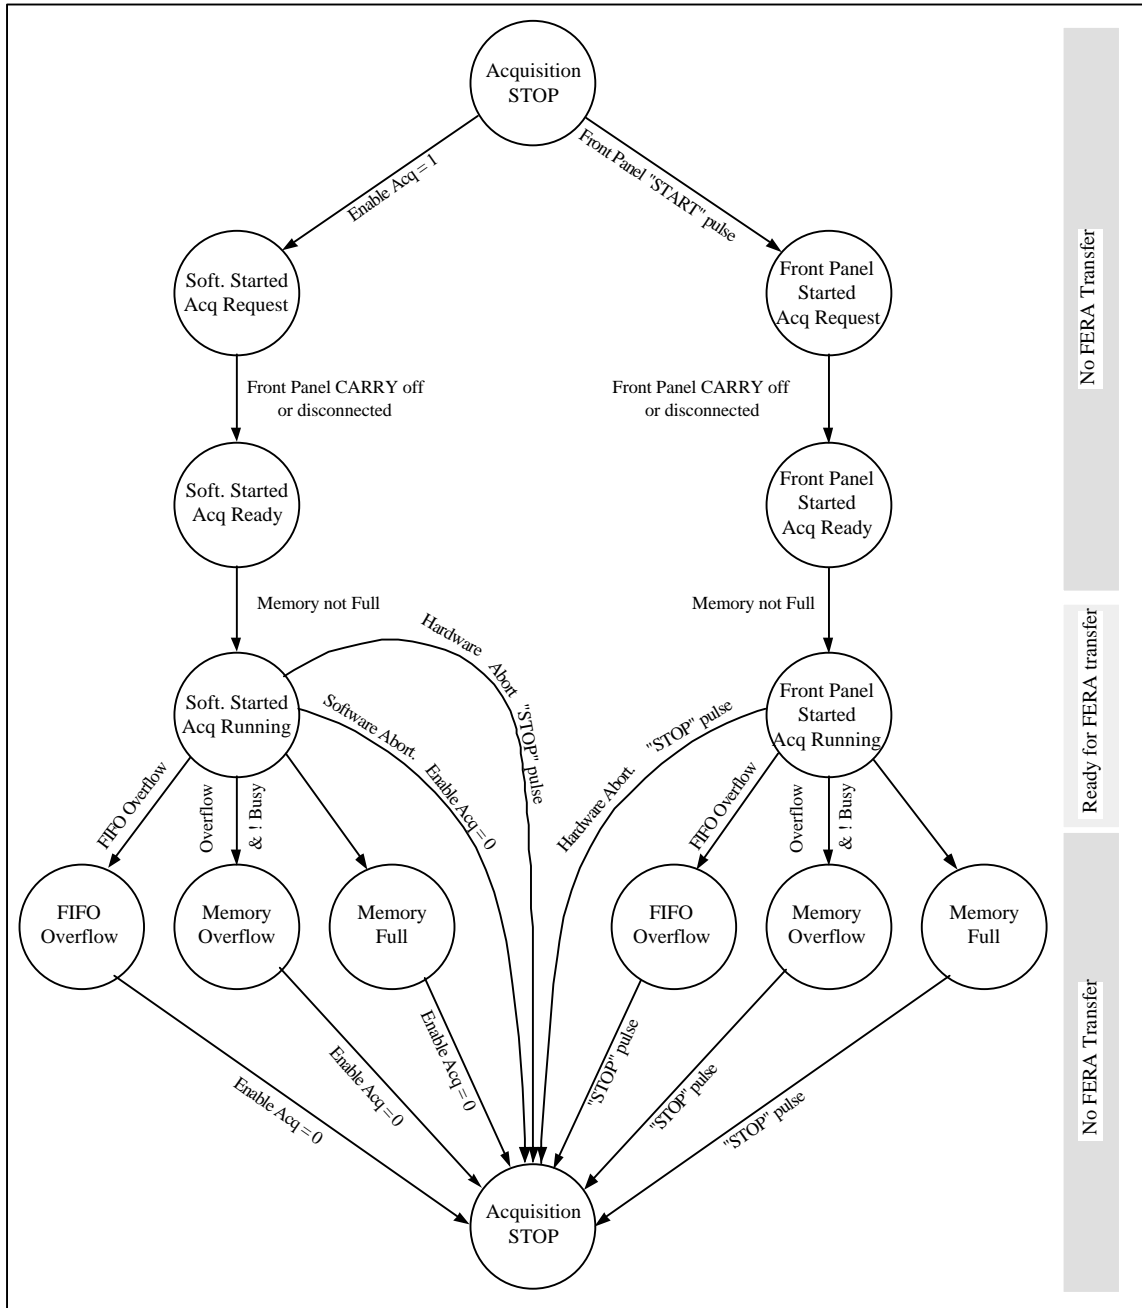 Acquisition
STOP
Enable Acq = 1
Front Panel "START" pulse
Soft. Started
Acq Request
Front Panel
Started
Acq Request
Front Panel CARRY off
or disconnected
Front Panel CARRY off
or disconnected
Soft. Started
Acq Ready
Front Panel
Started
Acq Ready
No FERA Transfer
Memory not Full
Memory not Full
Soft. Started
Acq Running
Hardware Abort "STOP" pulse
Software Abort. Enable Acq = 0
Front Panel
Started
Acq Running
Hardware Abort. "STOP" pulse
Ready for FERA transfer
FIFO Overflow
Overflow
& ! Busy
FIFO Overflow
Overflow
& ! Busy
FIFO
Overflow
Memory
Overflow
Memory
Full
FIFO
Overflow
Memory
Overflow
Memory
Full
Enable Acq = 0
Enable Acq = 0
Enable Acq = 0
"STOP" pulse
"STOP" pulse
"STOP" pulse
No FERA Transfer
Acquisition
STOP